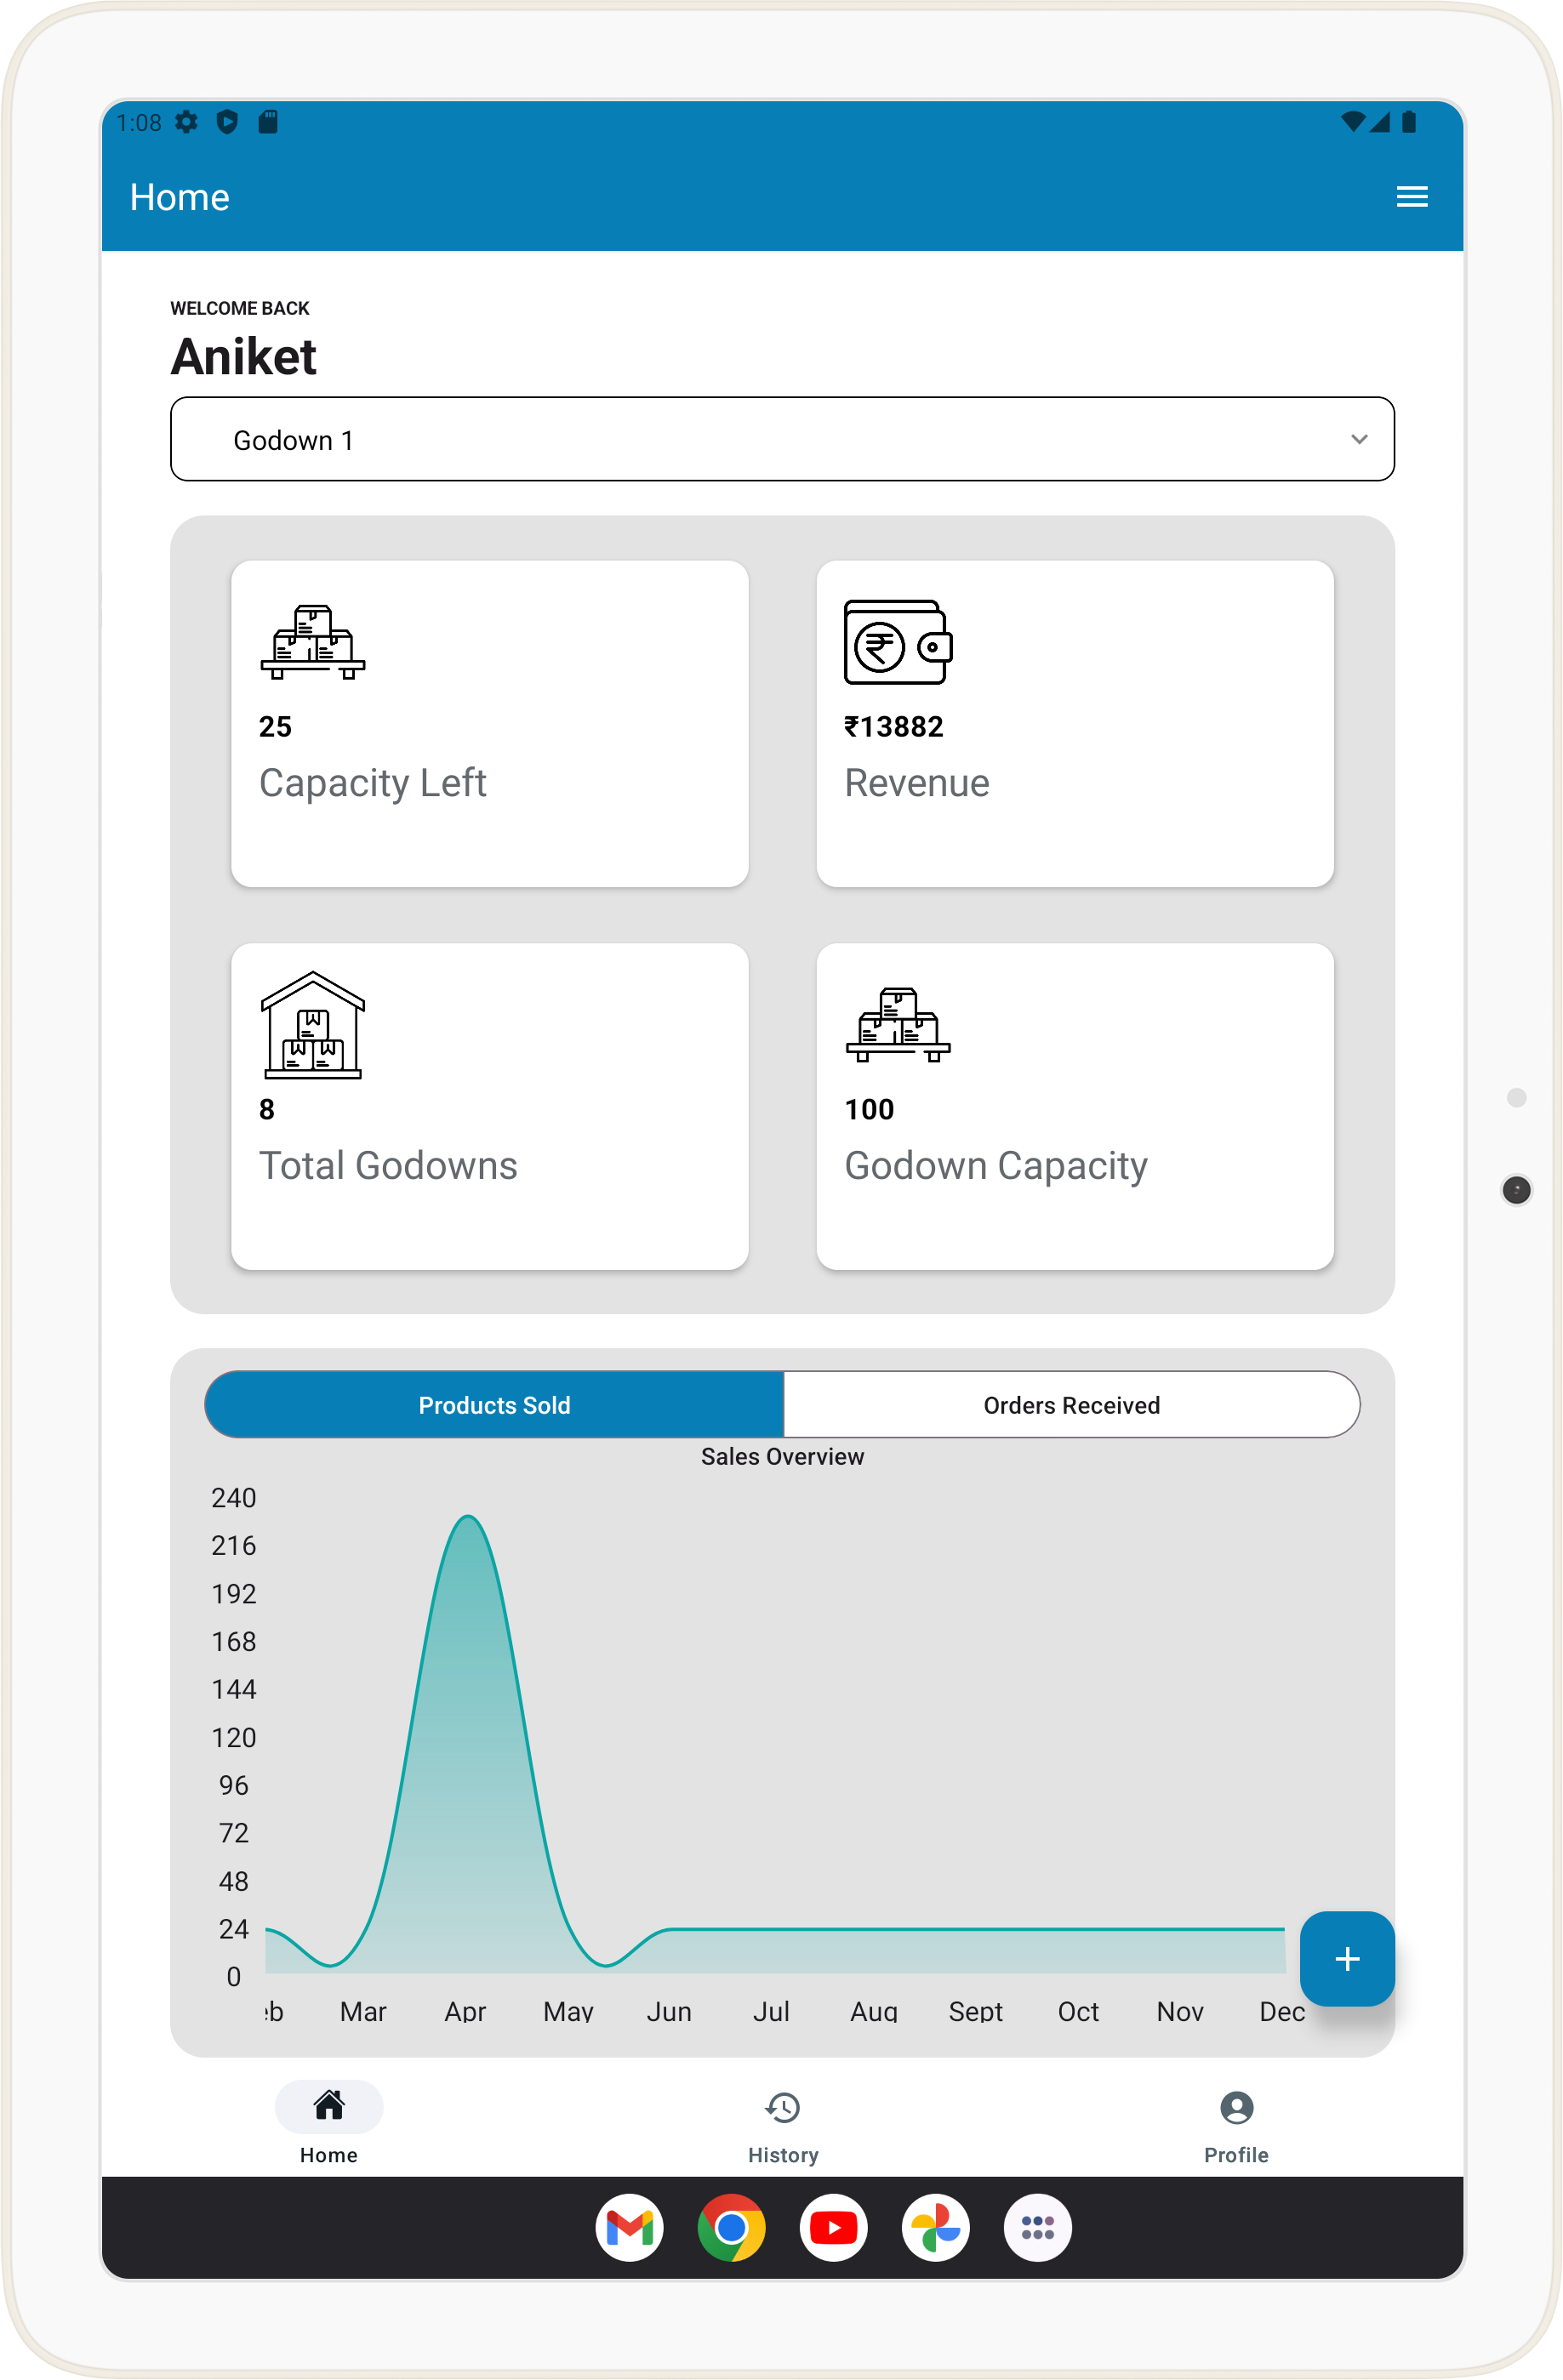 1:08
Home
WELCOME BACK
Aniket
Godown 1
25
Capacity Left
₹13882
Revenue
8
Total Godowns
100
Godown Capacity
Products Sold
Orders Received
Sales Overview
240
216
192
168
144
120
96
72
48
24
0
eb Mar Apr May Jun Jul Aug Sept Oct Nov Dec
+
Home
History
Profile